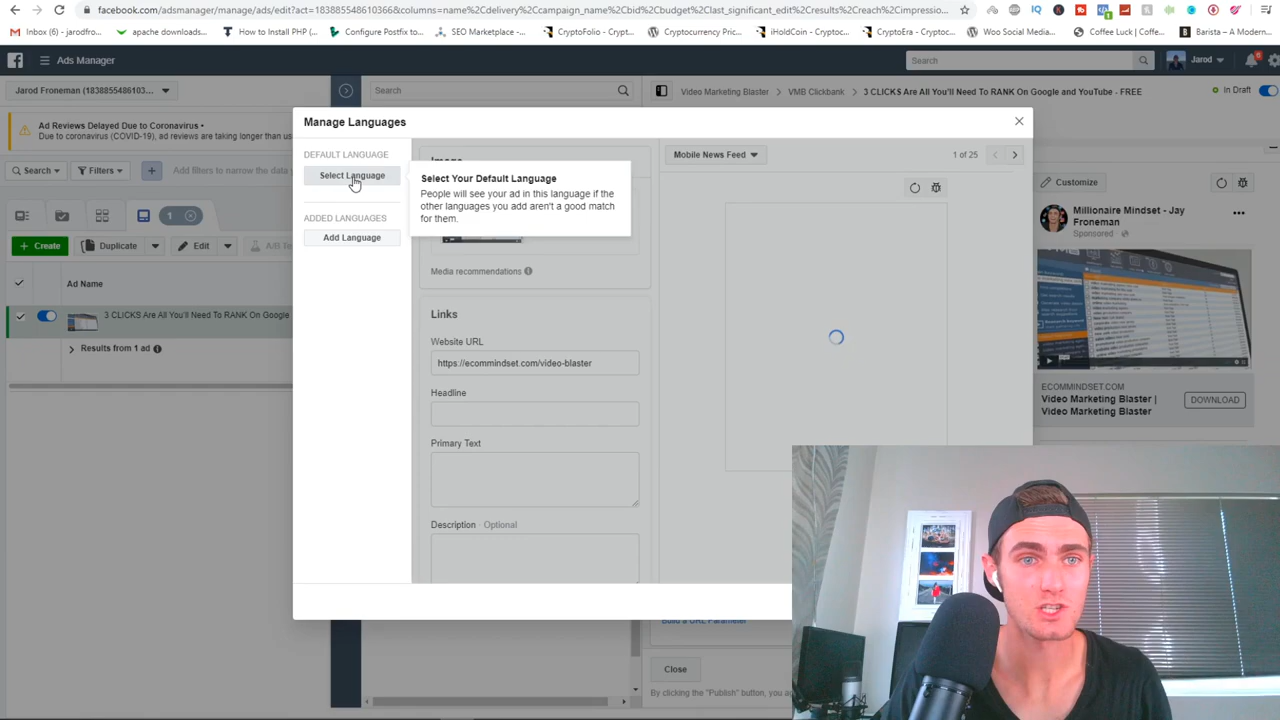 facebook.com/adsmanager/manage/ads/edit?act=1838855486103660&columns=name%2Cdelivery%2Ccampaign_name%2Cbid%2Cbudget%2Clast_significant_edit%2Cresults%2Creach%2Cimpressio...
Inbox (6) - jarodfro...
apache downloads...
How to Install PHP (...
Configure Postfix to...
SEO Marketplace -...
CryptoFolio - Crypt...
Cryptocurrency Pric...
iHoldCoin - Cryptoc...
CryptoEra - Cryptoc...
Woo Social Media...
Coffee Luck | Coffe...
Barista – A Modern...
Ads Manager
Search
Jarod
Jarod Froneman (1838855486103...
Search
Video Marketing Blaster
VMB Clickbank
3 CLICKS Are All You'll Need To RANK On Google and YouTube - FREE
In Draft
Ad Reviews Delayed Due to Coronavirus •
Due to coronavirus (COVID-19), ad reviews are taking longer than us
Search
Filters
Add filters to narrow the data
1
Create
Duplicate
Edit
A/B Te
Ad Name
3 CLICKS Are All You'll Need To RANK On Google
Results from 1 ad
Manage Languages
DEFAULT LANGUAGE
Select Language
ADDED LANGUAGES
Add Language
Select Your Default Language
People will see your ad in this language if the
other languages you add aren't a good match
for them.
Media recommendations
Links
Website URL
https://ecommindset.com/video-blaster
Headline
Primary Text
Description · Optional
Mobile News Feed
1 of 25
Customize
Millionaire Mindset - Jay
Froneman
Sponsored
ECOMMINDSET.COM
Video Marketing Blaster |
Video Marketing Blaster
DOWNLOAD
Build a URL Parameter
Close
By clicking the "Publish" button, you a